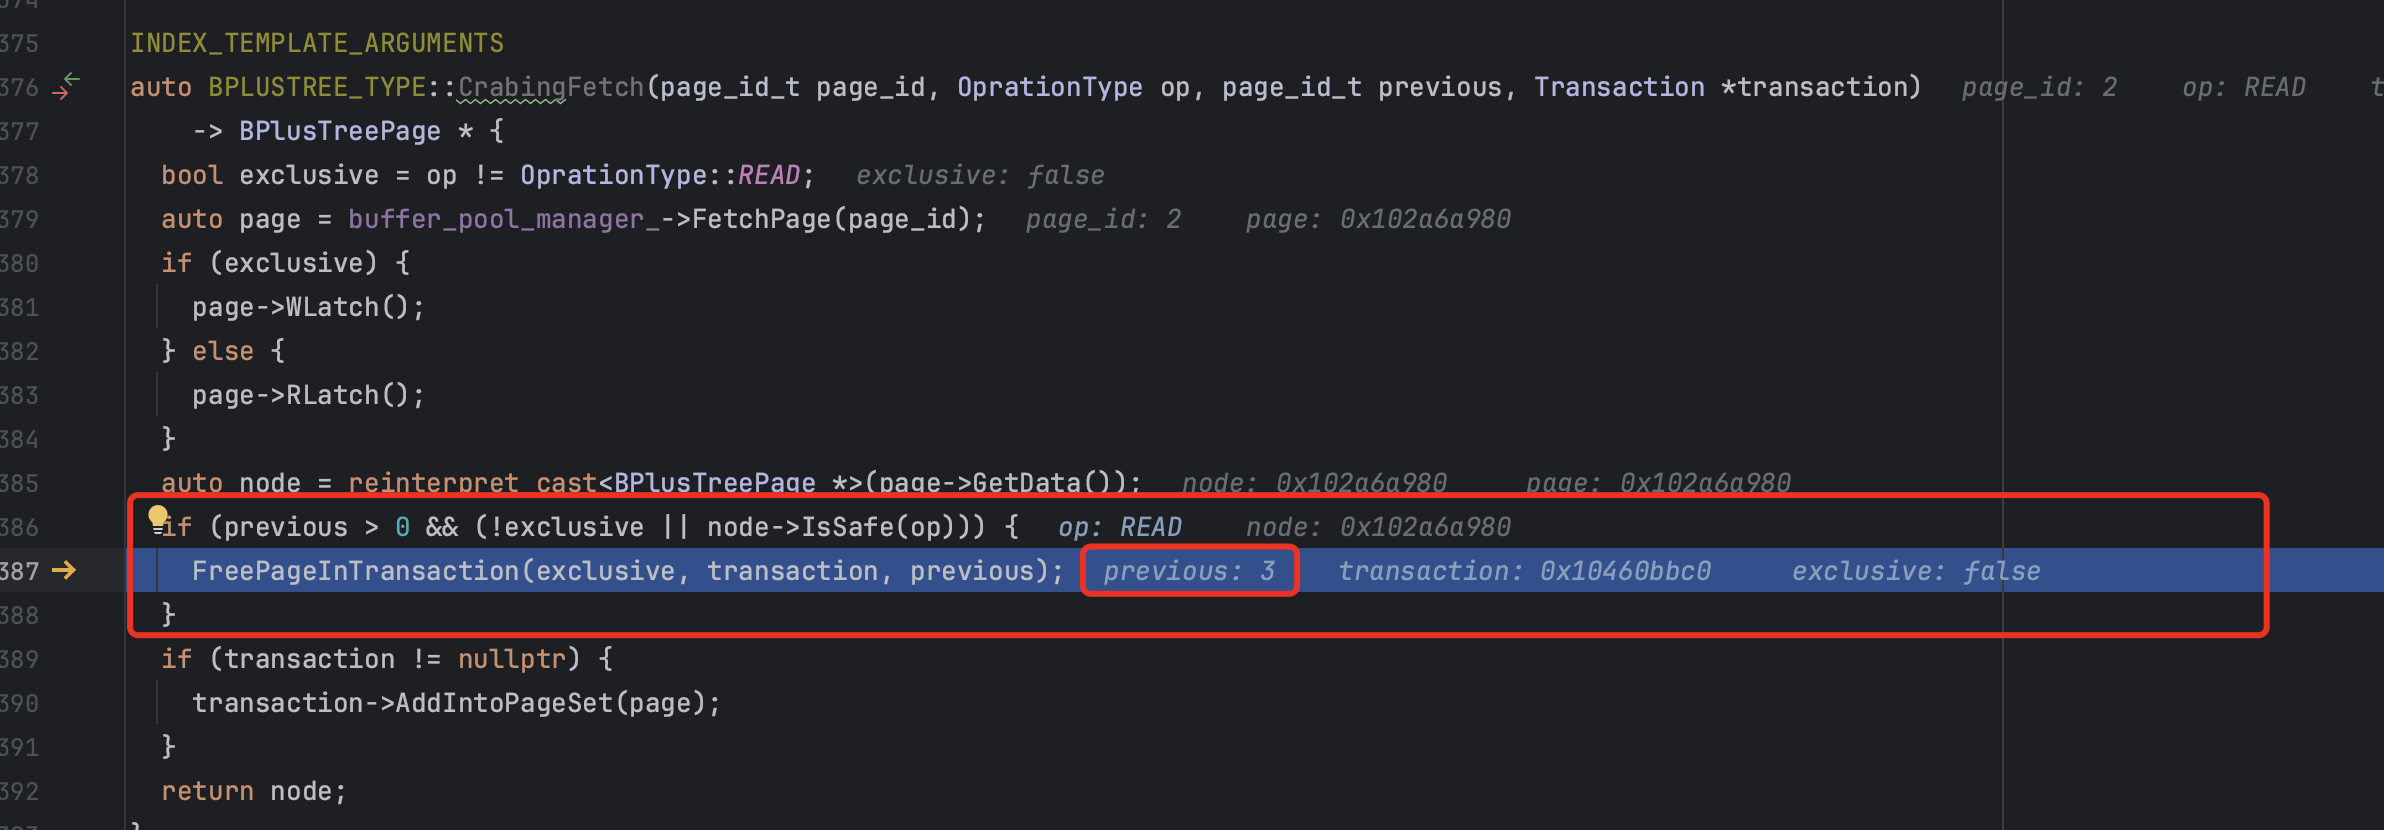 375 INDEX_TEMPLATE_ARGUMENTS
376 auto BPLUSTREE_TYPE::CrabingFetch(page_id_t page_id, OprationType op, page_id_t previous, Transaction *transaction) page_id: 2 op: READ
377 -> BPlusTreePage * {
378 bool exclusive = op != OprationType::READ; exclusive: false
379 auto page = buffer_pool_manager_->FetchPage(page_id); page_id: 2 page: 0x102a6a980
380 if (exclusive) {
381 page->WLatch();
382 } else {
383 page->RLatch();
384 }
385 auto node = reinterpret_cast<BPlusTreePage *>(page->GetData()); node: 0x102a6a980 page: 0x102a6a980
386 if (previous > 0 && (!exclusive || node->IsSafe(op))) { op: READ node: 0x102a6a980
387 FreePageInTransaction(exclusive, transaction, previous); previous: 3 transaction: 0x10460bbc0 exclusive: false
388 }
389 if (transaction != nullptr) {
390 transaction->AddIntoPageSet(page);
391 }
392 return node;